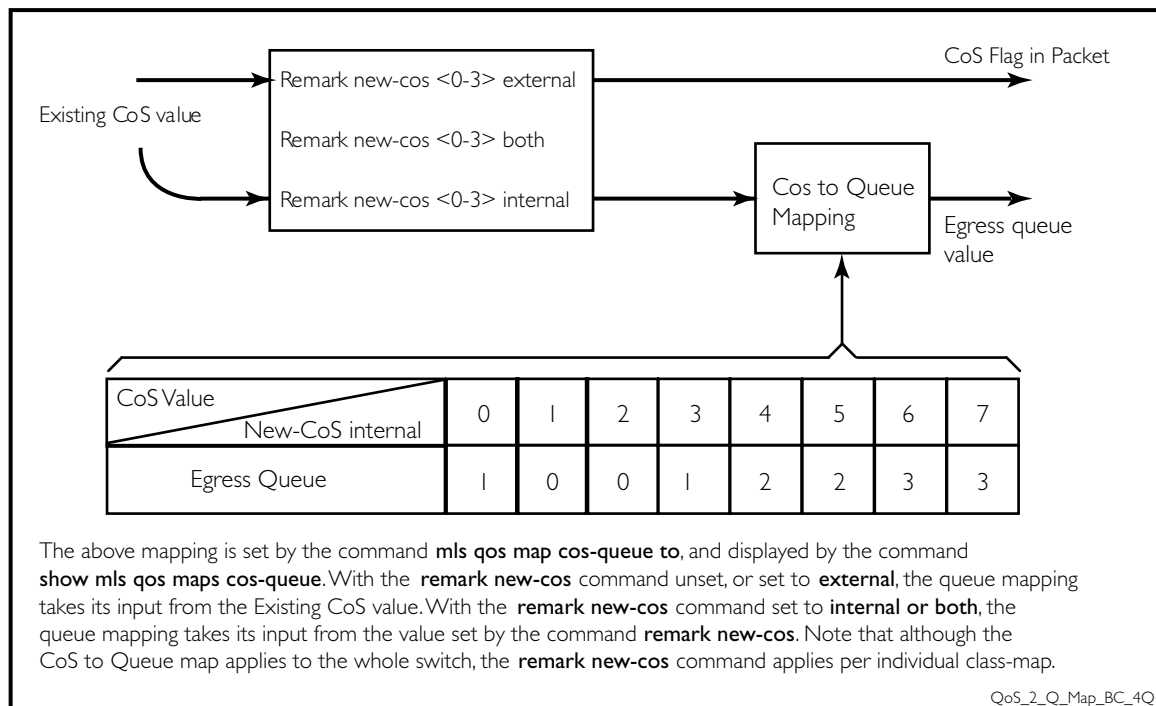 CoS Flag in Packet
Remark new-cos <0-3> external
Existing CoS value
Remark new-cos <0-3> both
Remark new-cos <0-3> internal
Cos to Queue
Mapping
Egress queue
value
CoS Value
New-CoS internal
0 1 2 3 4 5 6 7
Egress Queue 1 0 0 1 2 2 3 3
The above mapping is set by the command mls qos map cos-queue to, and displayed by the command
show mls qos maps cos-queue. With the remark new-cos command unset, or set to external, the queue mapping
takes its input from the Existing CoS value. With the remark new-cos command set to internal or both, the
queue mapping takes its input from the value set by the command remark new-cos. Note that although the
CoS to Queue map applies to the whole switch, the remark new-cos command applies per individual class-map.
QoS_2_Q_Map_BC_4Q